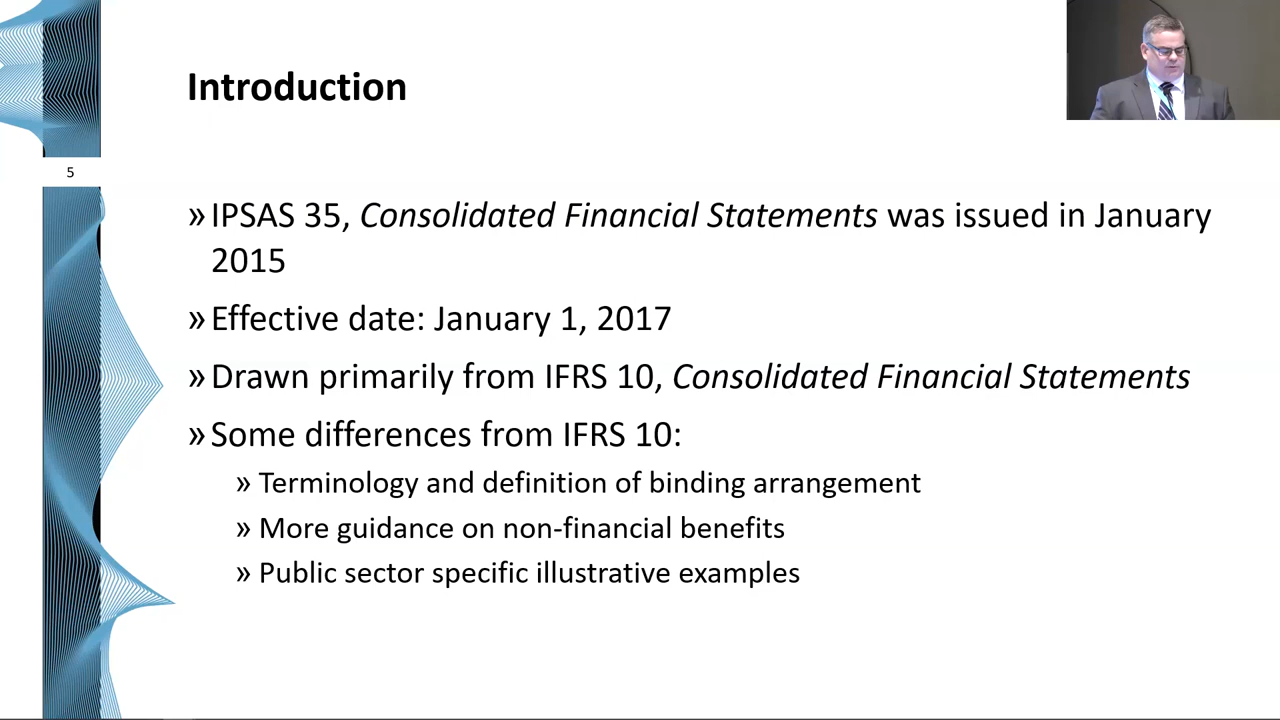 Introduction
5
» IPSAS 35, Consolidated Financial Statements was issued in January
2015
» Effective date: January 1, 2017
» Drawn primarily from IFRS 10, Consolidated Financial Statements
» Some differences from IFRS 10:
» Terminology and definition of binding arrangement
» More guidance on non-financial benefits
» Public sector specific illustrative examples